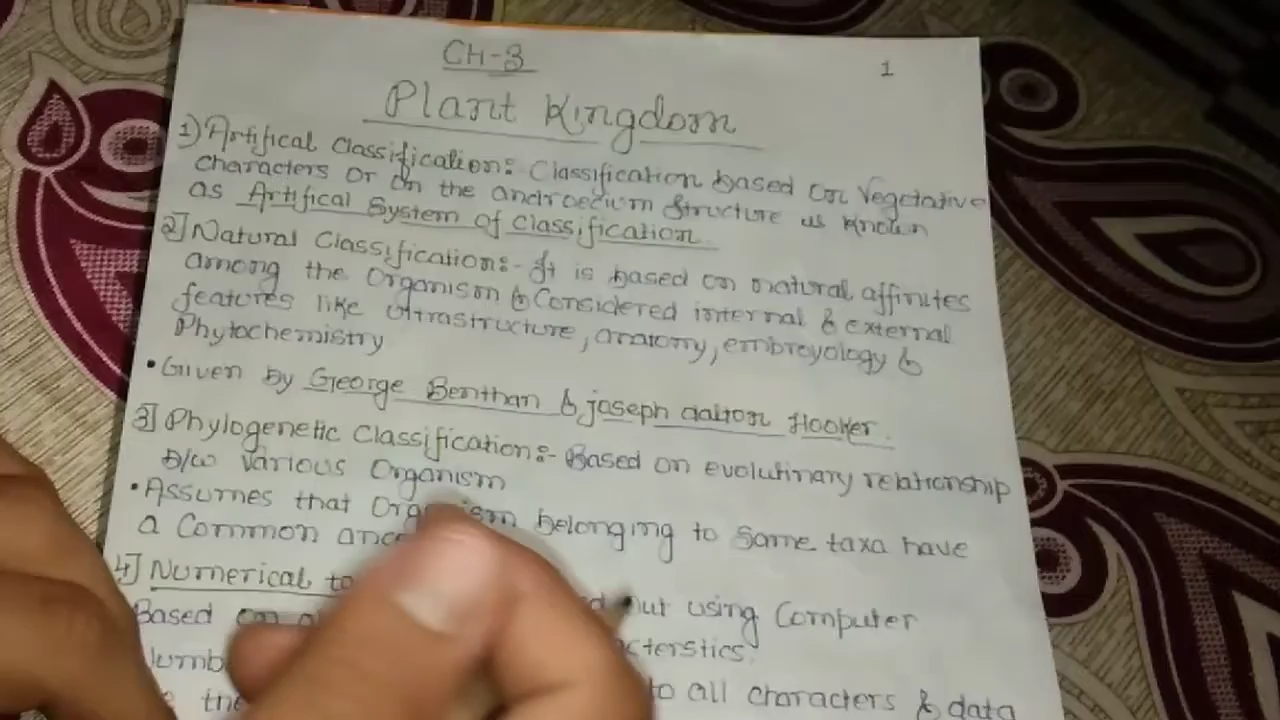 CH-3
1
Plant Kingdom
1) Artifical Classification: Classification based on Vegetative
characters or on the androecium structure is known
as Artifical System of Classification
2] Natural Classification:- It is based on natural affinites
among the Organism & Considered internal & external
features like ultrastructure, anatomy, embroyology &
Phytochemistry
• Given by George Benthan & joseph dalton Hooker.
3] Phylogenetic Classification:- Based on evolutinary relationship
b/w Various Organism
• Assumes that Organism belonging to same taxa have
a Common
4] Numerical out using Computer
Based on
to all characters & data